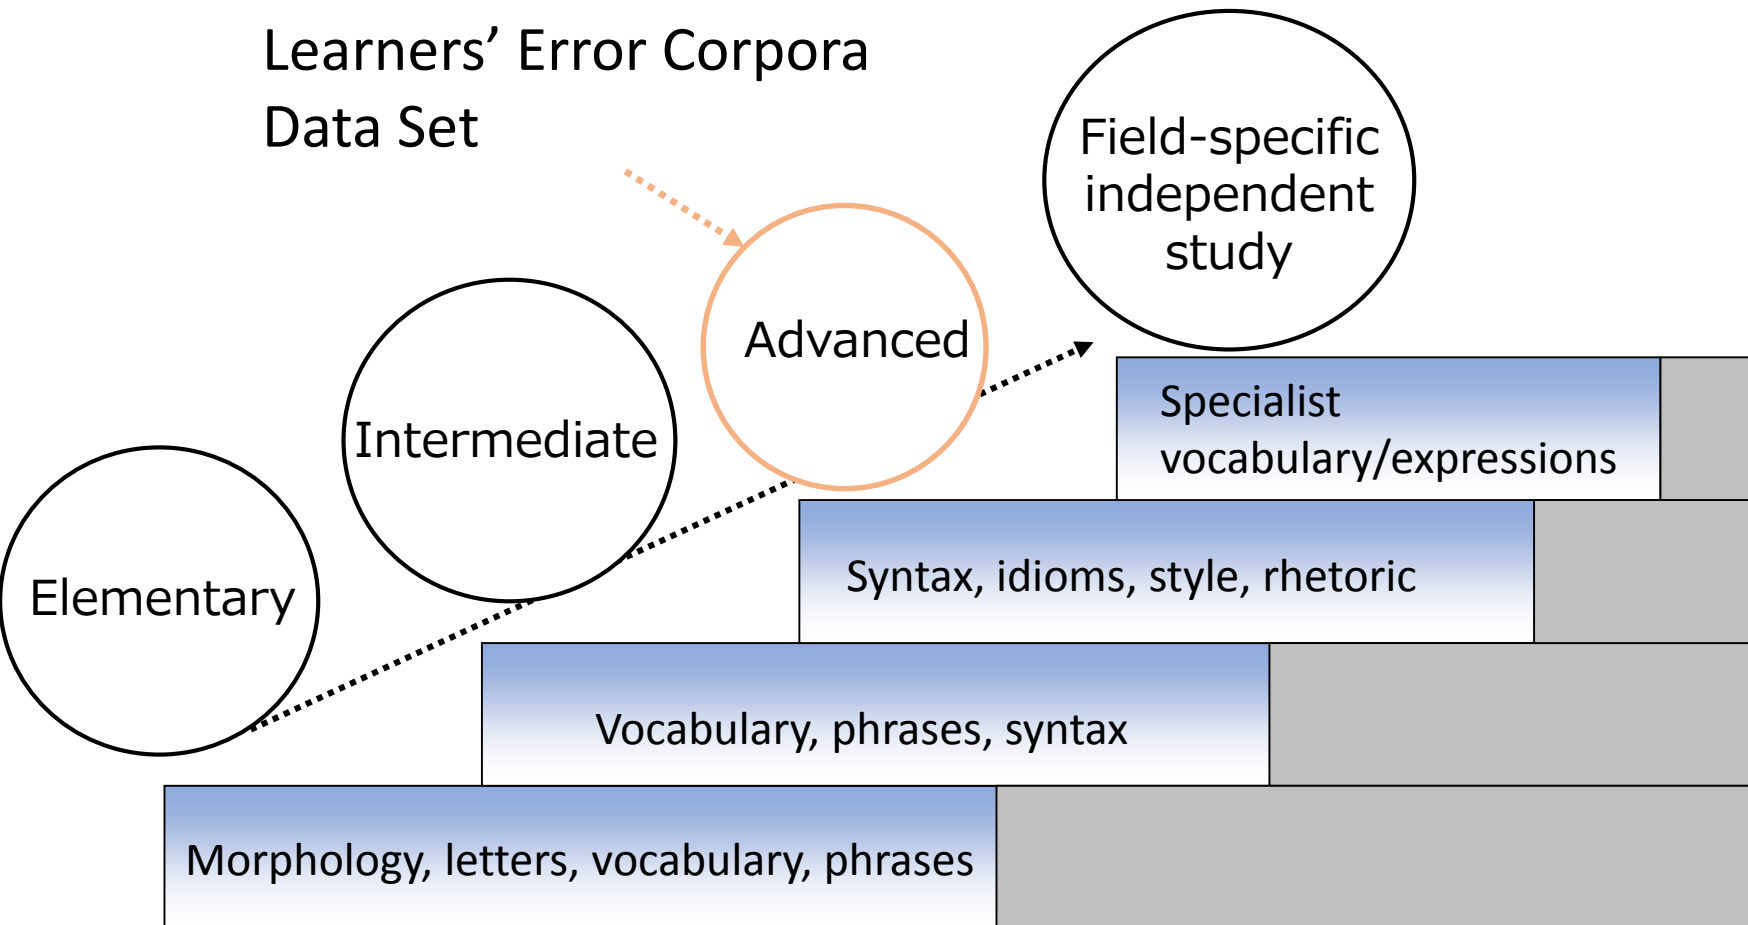 Learners’ Error Corpora
Data Set
Field-specific
independent
study
Advanced
Intermediate
Elementary
Specialist
vocabulary/expressions
Syntax, idioms, style, rhetoric
Vocabulary, phrases, syntax
Morphology, letters, vocabulary, phrases